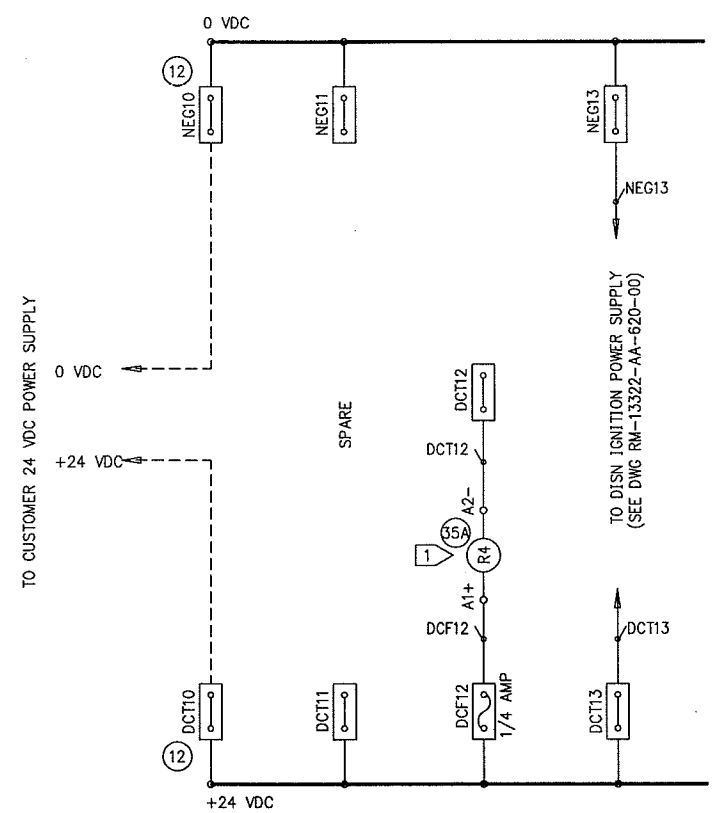 0 VDC
12
NEG10
NEG11
NEG13
NEG13
TO CUSTOMER 24 VDC POWER SUPPLY
0 VDC
+24 VDC
SPARE
DCT12
DCT12
A2-
35A
1
R4
A1+
DCF12
TO DISN IGNITION POWER SUPPLY
(SEE DWG RM-13322-AA-620-00)
DCT13
DCT10
DCT11
DCF12
1/4 AMP
DCT13
12
+24 VDC